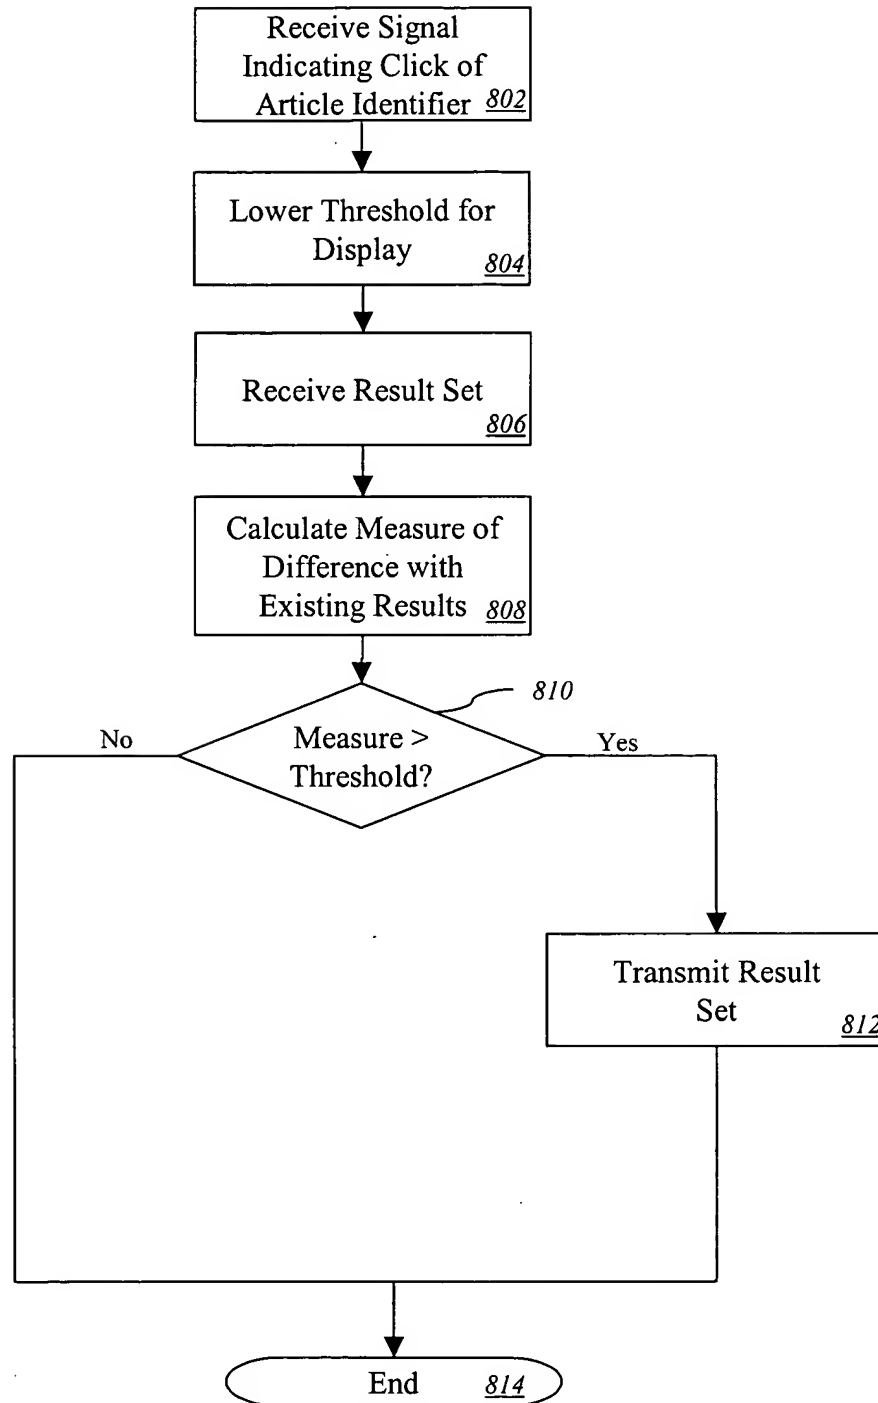 Receive Signal
Indicating Click of
Article Identifier 802
Lower Threshold for
Display
804
Receive Result Set
806
Calculate Measure of
Difference with
Existing Results 808
810
No
Measure >
Threshold?
Yes
Transmit Result
Set
812
End 814